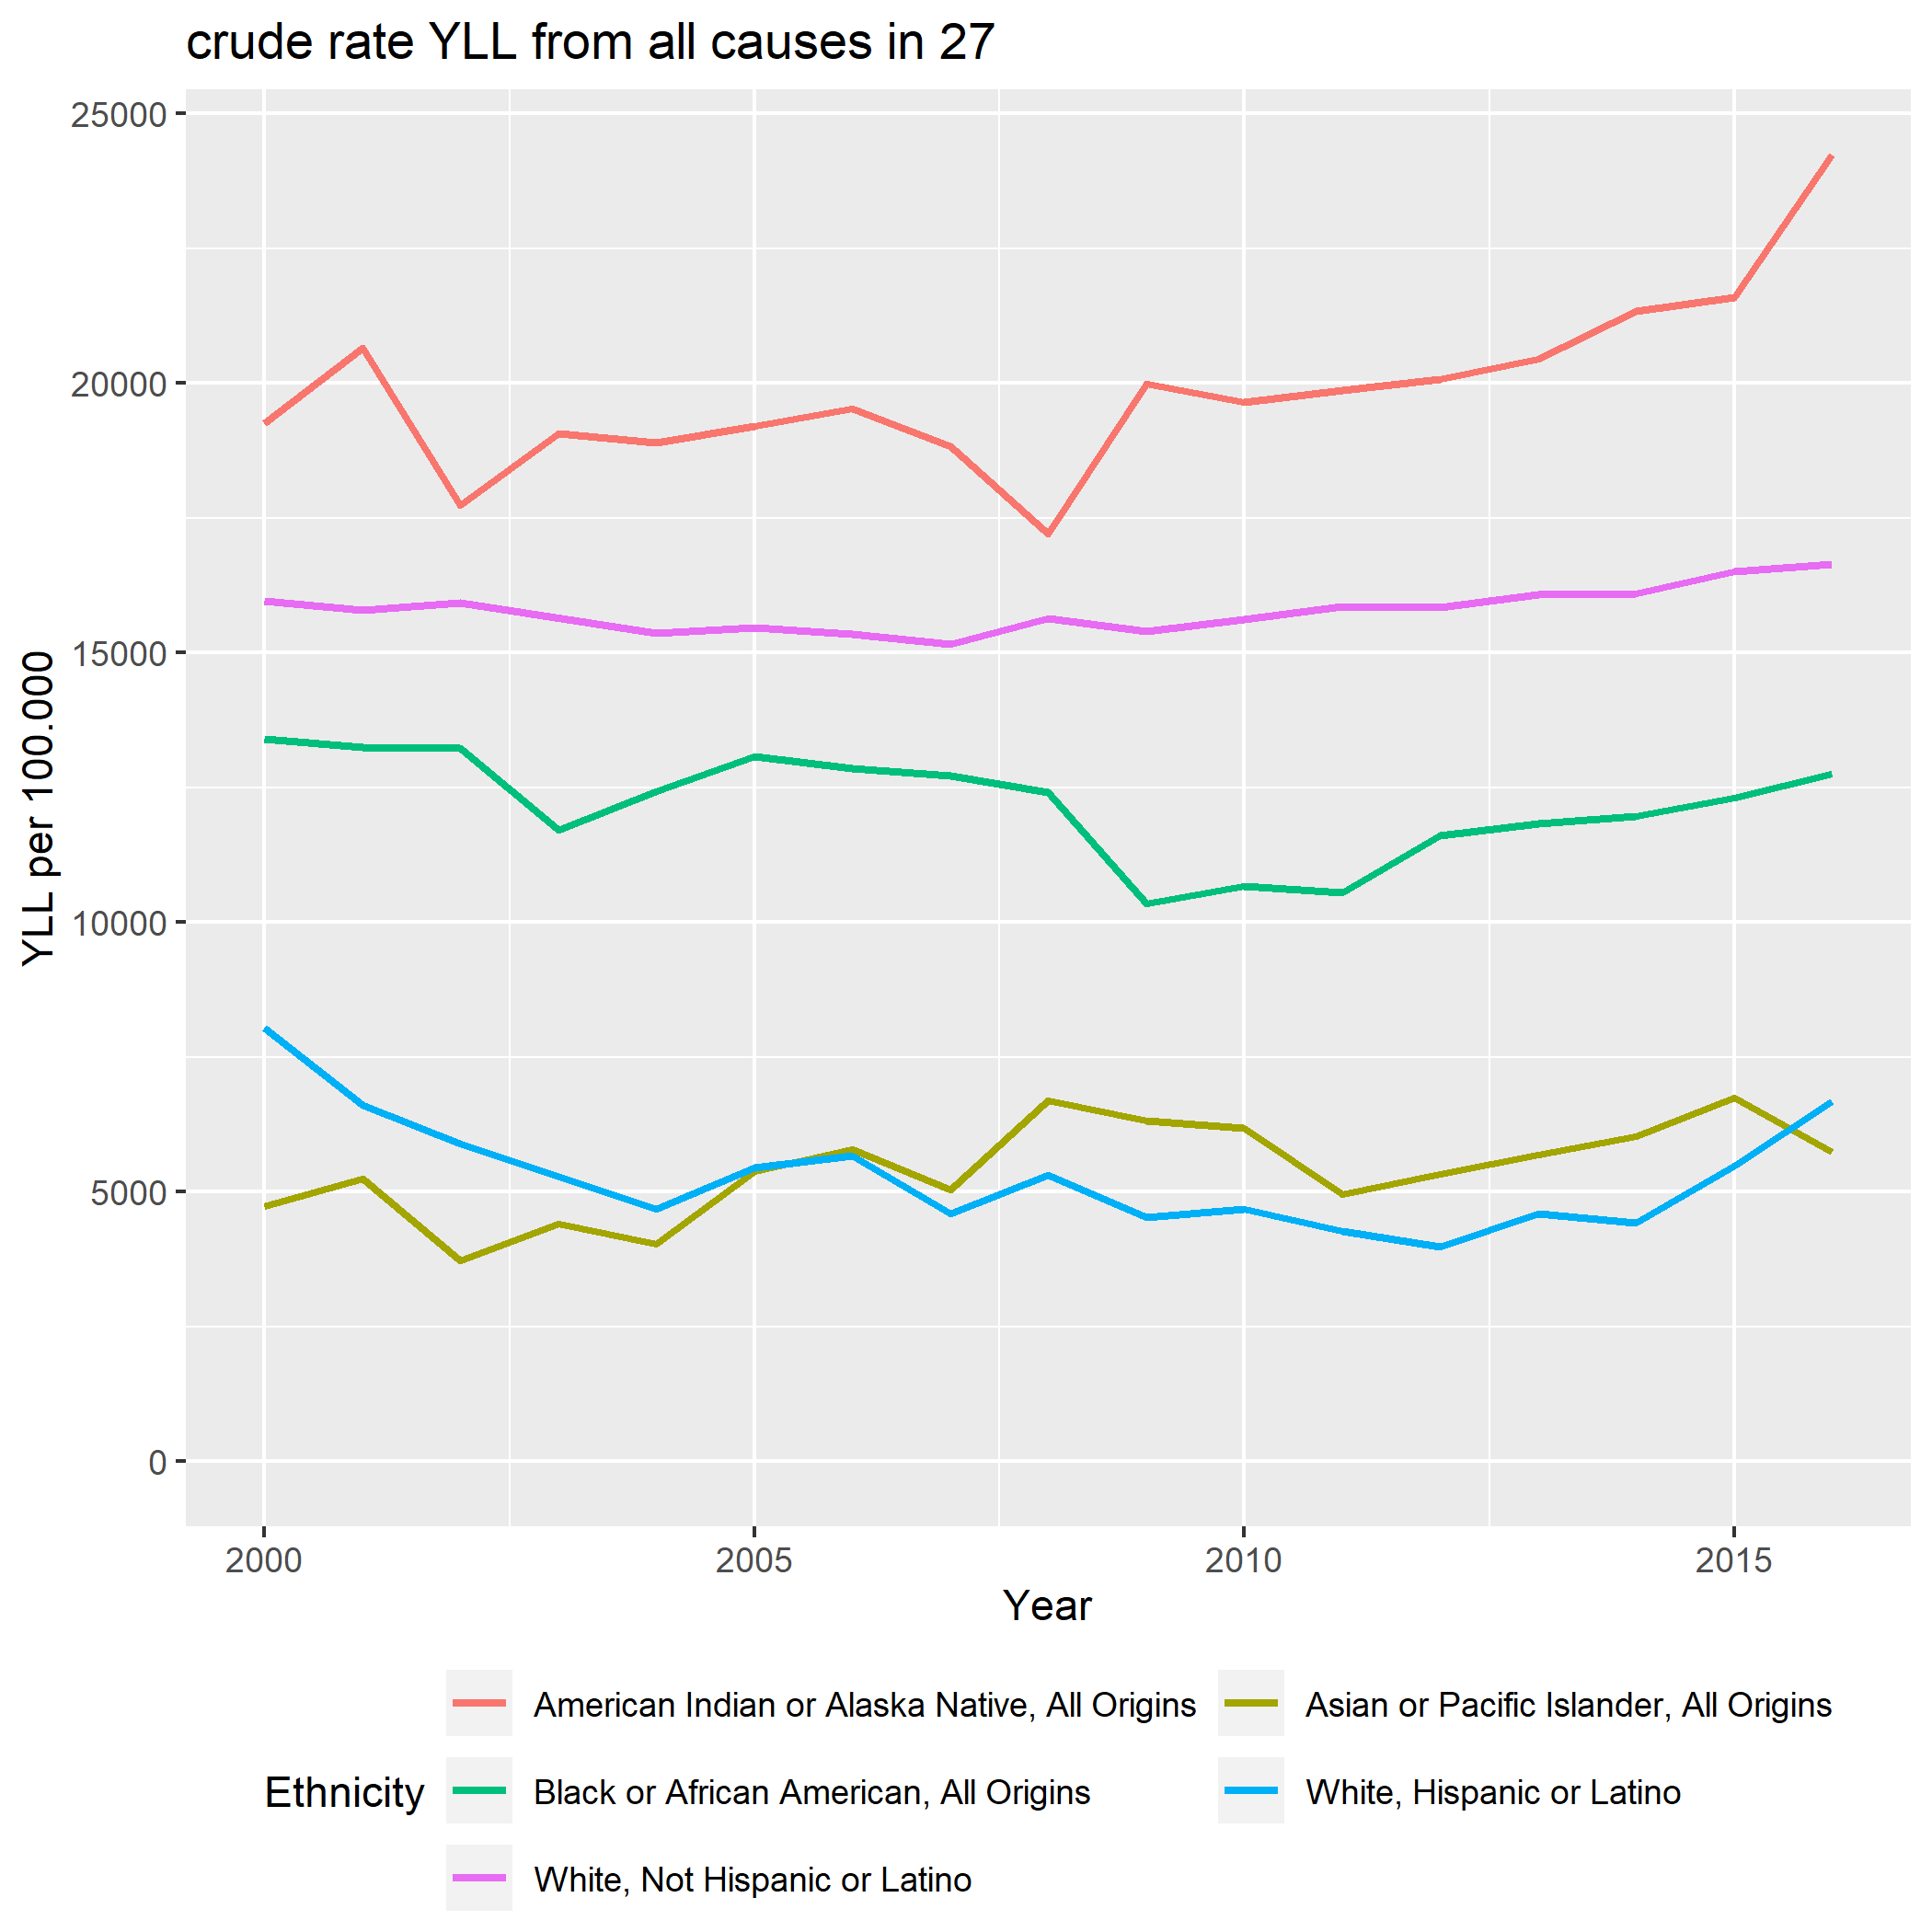 crude rate YLL from all causes in 27
25000
20000
15000
10000
5000
0
YLL per 100.000
2000 2005 2010 2015
Year
Ethnicity
American Indian or Alaska Native, All Origins
Asian or Pacific Islander, All Origins
Black or African American, All Origins
White, Hispanic or Latino
White, Not Hispanic or Latino